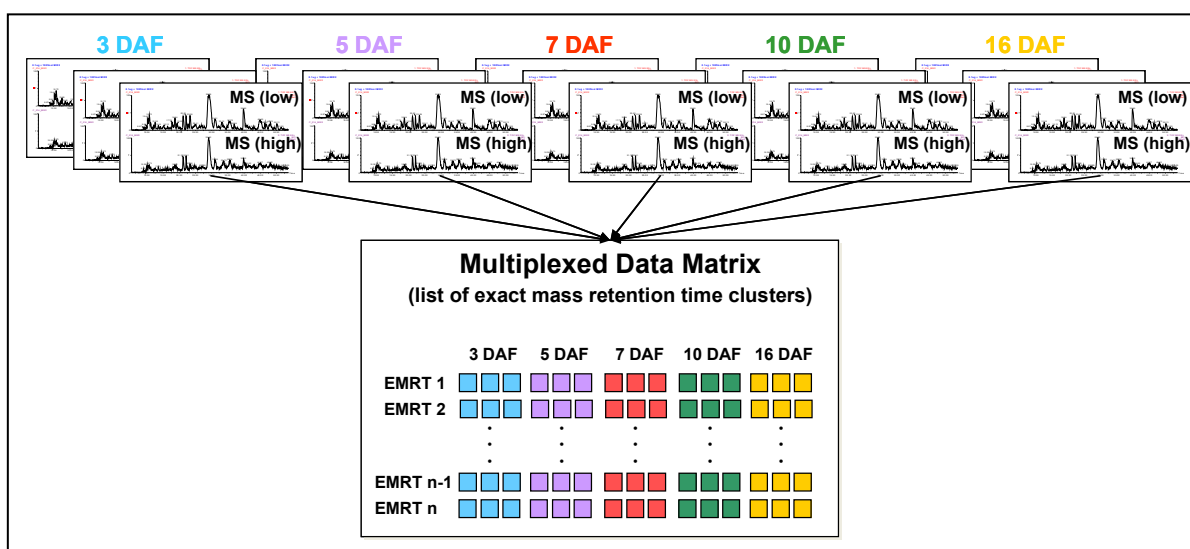 3 DAF 5 DAF 7 DAF 10 DAF 16 DAF
MS (low) MS (low) MS (low) MS (low) MS (low)
MS (high) MS (high) MS (high) MS (high) MS (high)
Multiplexed Data Matrix
(list of exact mass retention time clusters)
3 DAF 5 DAF 7 DAF 10 DAF 16 DAF
EMRT 1
EMRT 2
EMRT n-1
EMRT n